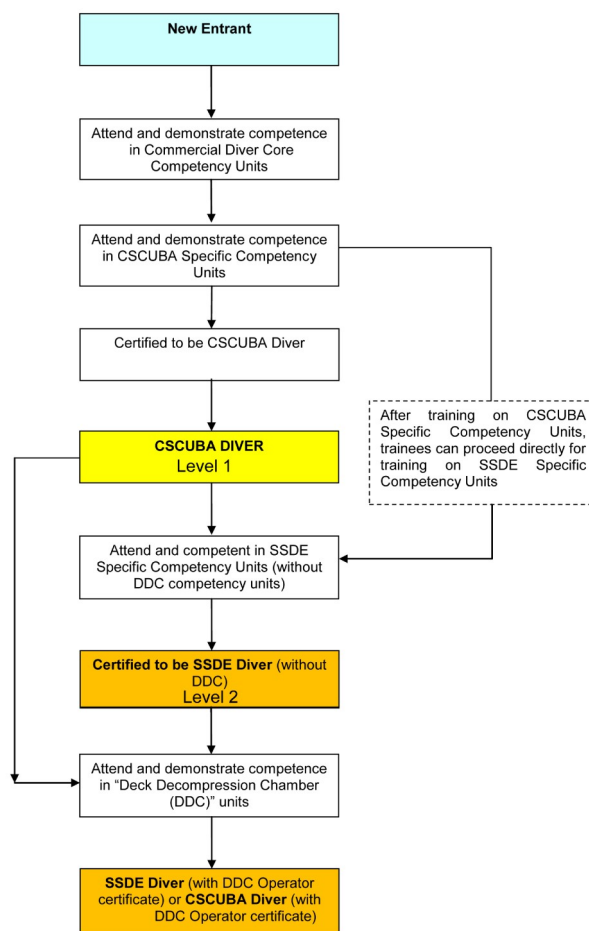 New Entrant
Attend and demonstrate competence
in Commercial Diver Core
Competency Units
Attend and demonstrate competence
in CSCUBA Specific Competency
Units
Certified to be CSCUBA Diver
After training on CSCUBA
Specific Competency Units,
trainees can proceed directly for
training on SSDE Specific
Competency Units
CSCUBA DIVER
Level 1
Attend and competent in SSDE
Specific Competency Units (without
DDC competency units)
Certified to be SSDE Diver (without
DDC)
Level 2
Attend and demonstrate competence
in “Deck Decompression Chamber
(DDC)” units
SSDE Diver (with DDC Operator
certificate) or CSCUBA Diver (with
DDC Operator certificate)